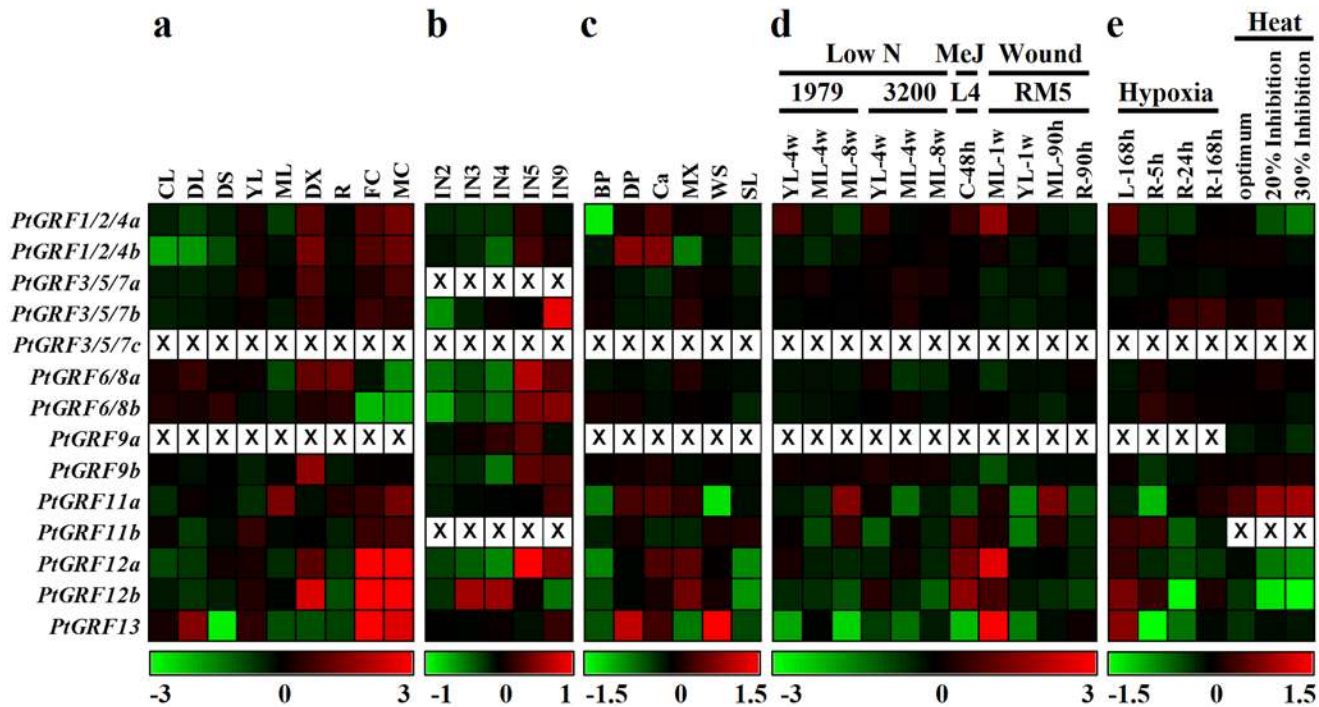 a b c d e
Heat
Low N MeJ Wound
1979 3200 L4 RM5 Hypoxia
CL DL DS YL ML DX R FC MC IN2 IN3 IN4 IN5 IN9 BP DP Ca MX WS SL YL-4w ML-4w ML-8w YL-4w ML-4w ML-8w C-48h ML-1w YL-1w ML-90h R-90h L-168h R-5h R-24h R-168h optimum 20% Inhibition 30% Inhibition
PtGRF1/2/4a
PtGRF1/2/4b
PtGRF3/5/7a X X X X X
PtGRF3/5/7b
PtGRF3/5/7c X X X X X X X X X X X X X X X X X X X X X X X X X X X X X X X X X X X X X X
PtGRF6/8a
PtGRF6/8b
PtGRF9a X X X X X X X X X X X X X X X X X X X X X X X X X X X X X X
PtGRF9b
PtGRF11a
PtGRF11b X X X X X X X X
PtGRF12a
PtGRF12b
PtGRF13
-3 0 3 -1 0 1 -1.5 0 1.5 -3 0 3 -1.5 0 1.5